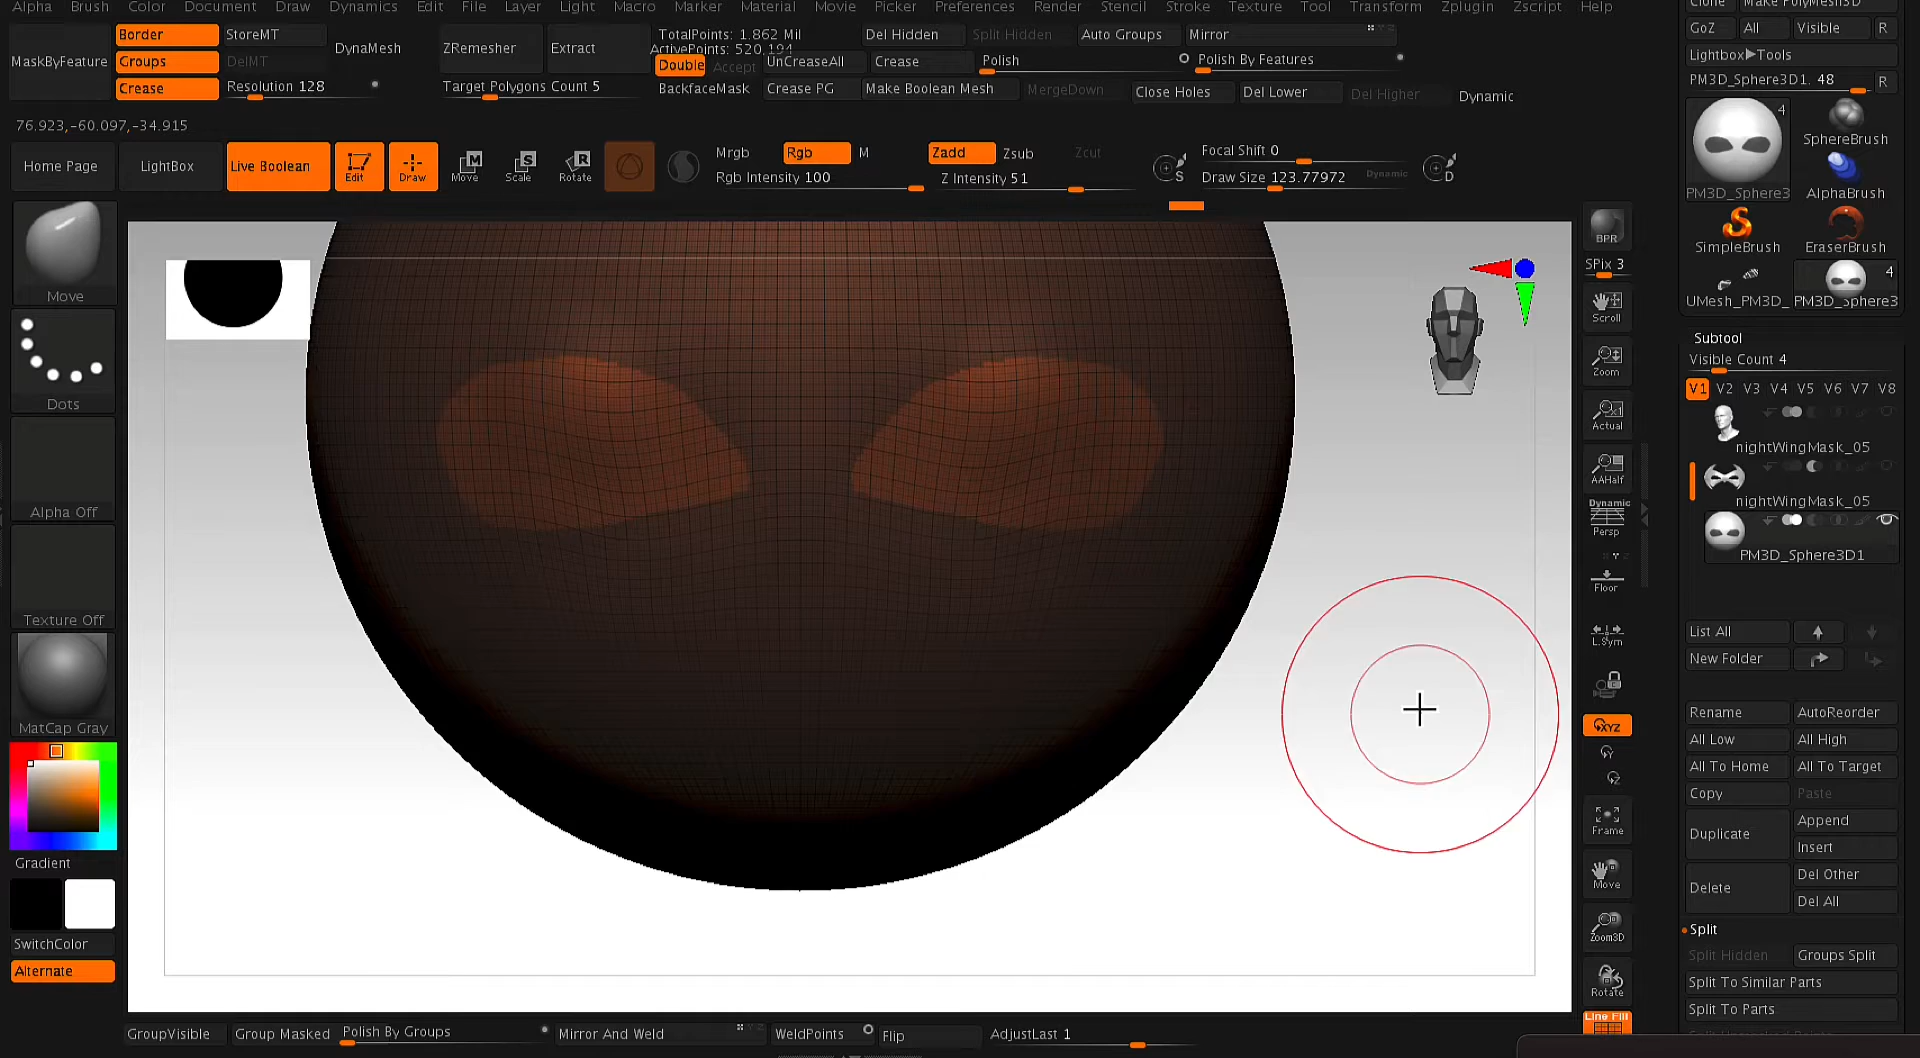 Alpha Brush Color Document Draw Dynamics Edit File Layer Light Macro Marker Material Movie Picker Preferences Render Stencil Stroke Texture Tool Transform Zplugin Zscript Help
MaskByFeature
Border
Groups
Crease
StoreMT
DelMT
Resolution 128
DynaMesh
ZRemesher
Extract
Target Polygons Count 5
TotalPoints: 1.862 Mil
ActivePoints: 520,194
Double
Accept
BackfaceMask
Del Hidden
Split Hidden
UnCreaseAll
Crease
Crease PG
Make Boolean Mesh
MergeDown
Auto Groups
Mirror
Polish
Polish By Features
Close Holes
Del Lower
Del Higher
Dynamic
76.923,-60.097,-34.915
Home Page
LightBox
Live Boolean
Edit
Draw
Move
Scale
Rotate
Mrgb
Rgb
M
Rgb Intensity 100
Zadd
Zsub
Zcut
Z Intensity 51
S
Focal Shift 0
Draw Size 123.77972
Dynamic
D
Move
Dots
Alpha Off
Texture Off
MatCap Gray
Gradient
SwitchColor
Alternate
BPR
SPix 3
Scroll
Zoom
Actual
AAHalf
Dynamic
Persp
Floor
L.Sym
XYZ
Frame
Move
Zoom3D
Rotate
Line Fill
Clone
Make PolyMesh3D
GoZ
All
Visible
R
Lightbox▶Tools
PM3D_Sphere3D1. 48
R
4
PM3D_Sphere3
SphereBrush
AlphaBrush
SimpleBrush
EraserBrush
4
UMesh_PM3D_
PM3D_Sphere3
Subtool
Visible Count 4
V1 V2 V3 V4 V5 V6 V7 V8
nightWingMask_05
nightWingMask_05
PM3D_Sphere3D1
List All
New Folder
Rename
AutoReorder
All Low
All High
All To Home
All To Target
Copy
Paste
Duplicate
Append
Insert
Delete
Del Other
Del All
Split
Split Hidden
Groups Split
Split To Similar Parts
Split To Parts
GroupVisible
Group Masked
Polish By Groups
Mirror And Weld
WeldPoints
Flip
AdjustLast 1